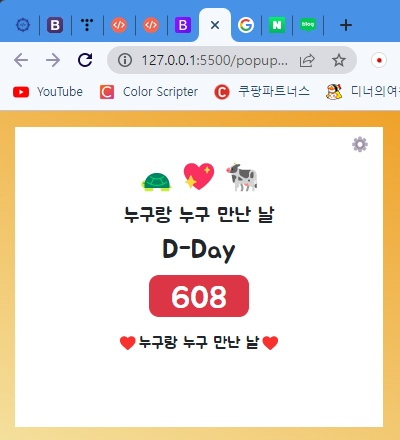 B
B
N
blog
127.0.0.1:5500/popup...
YouTube
C Color Scripter
C 쿠팡파트너스
디너의여
누구랑 누구 만난 날
D-Day
608
누구랑 누구 만난 날